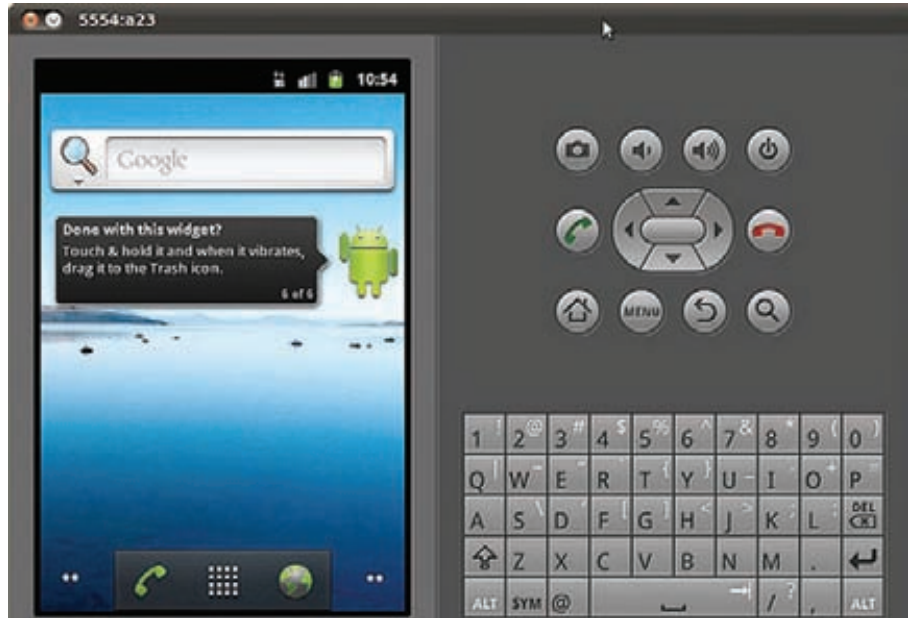 5554:a23
10:54
Google
Done with this widget?
Touch & hold it and when it vibrates,
drag it to the Trash icon.
6 of 6
MENU
1 ! 2 @ 3 # 4 $ 5 % 6 ^ 7 & 8 * 9 ( 0 )
Q | W ~ E " R ` T { Y } U _ I O + P =
A S \ D ' F [ G ] H < J > K ; L : DEL
Z X C V B N M .
ALT SYM @ / ? , ALT